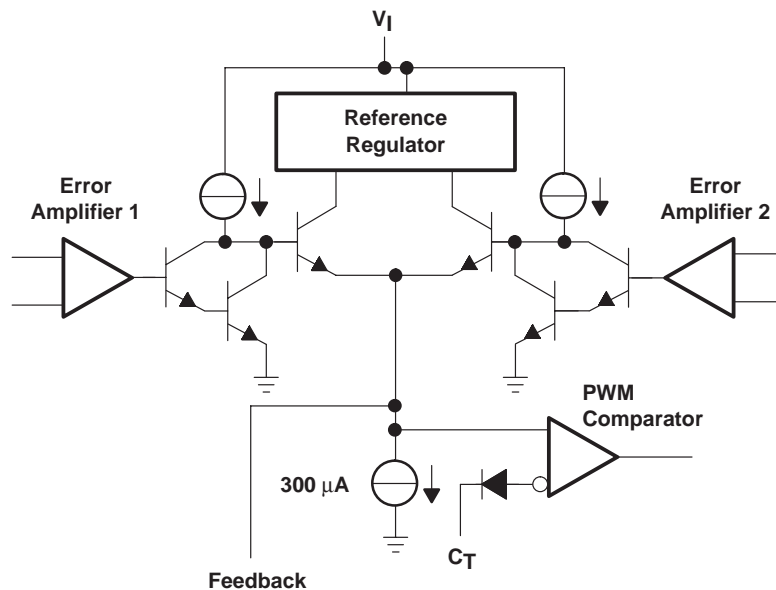 VI
Reference
Regulator
Error
Amplifier 1
Error
Amplifier 2
PWM
Comparator
300 μA
CT
Feedback